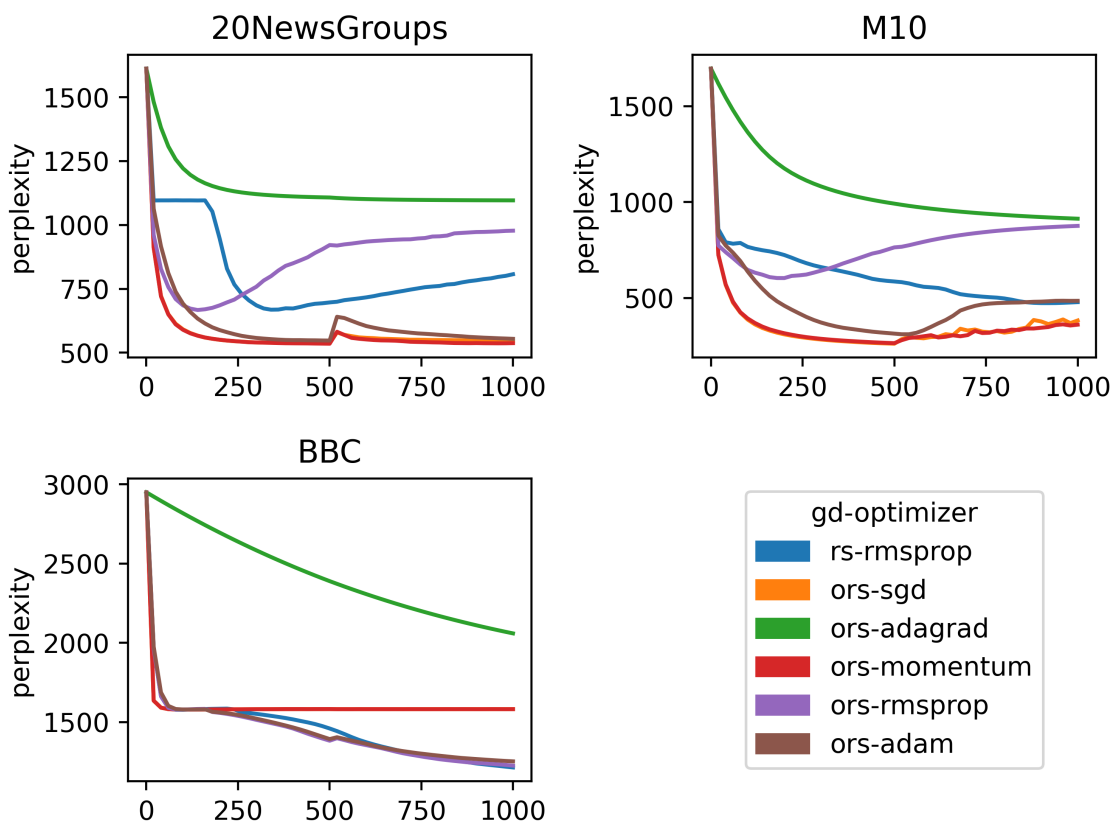 20NewsGroups
perplexity
1500
1250
1000
750
500
0 250 500 750 1000
M10
perplexity
1500
1000
500
0 250 500 750 1000
BBC
perplexity
3000
2500
2000
1500
0 250 500 750 1000
gd-optimizer
rs-rmsprop
ors-sgd
ors-adagrad
ors-momentum
ors-rmsprop
ors-adam